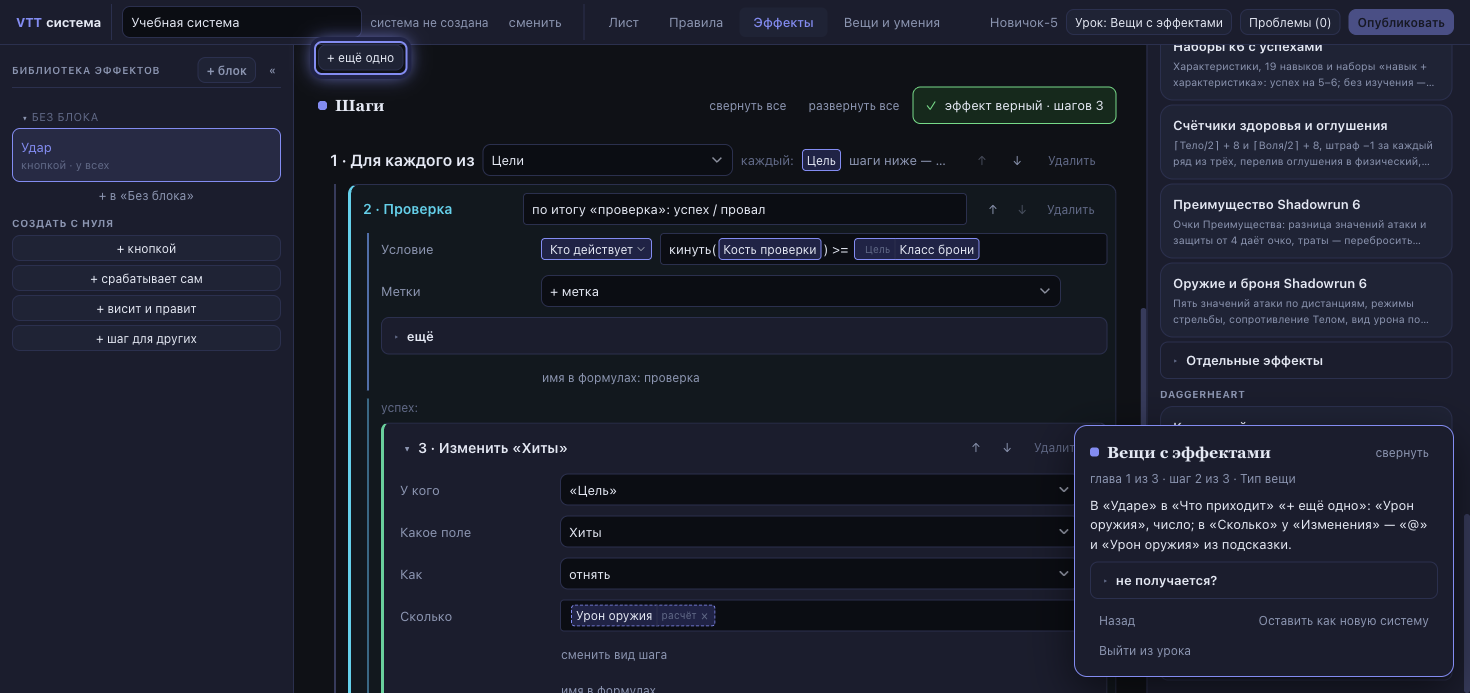 VTT система
Учебная система
система не создана
сменить
Лист
Правила
Эффекты
Вещи и умения
Новичок-5
Урок: Вещи с эффектами
Проблемы (0)
Опубликовать
БИБЛИОТЕКА ЭФФЕКТОВ
+ блок
«
▾ БЕЗ БЛОКА
Удар
кнопкой · у всех
+ в «Без блока»
СОЗДАТЬ С НУЛЯ
+ кнопкой
+ срабатывает сам
+ висит и правит
+ шаг для других
+ ещё одно
Шаги
свернуть все
развернуть все
✓ эффект верный · шагов 3
1 · Для каждого из
Цели
каждый: Цель шаги ниже — ...
↑ ↓ Удалить
2 · Проверка
по итогу «проверка»: успех / провал
↑ ↓ Удалить
Условие
Кто действует
кинуть( Кость проверки ) >= Цель Класс брони
Метки
+ метка
ещё
имя в формулах: проверка
успех:
▾ 3 · Изменить «Хиты»
↑ ↓ Удалит
У кого
«Цель»
Какое поле
Хиты
Как
отнять
Сколько
Урон оружия расчёт ×
сменить вид шага
имя в формулах
Наборы к6 с успехами
Характеристики, 19 навыков и наборы «навык +
характеристика»: успех на 5–6; без изучения —...
Счётчики здоровья и оглушения
⌈Тело/2⌉ + 8 и ⌈Воля/2⌉ + 8, штраф −1 за каждый
ряд из трёх, перелив оглушения в физический,...
Преимущество Shadowrun 6
Очки Преимущества: разница значений атаки и
защиты от 4 даёт очко, траты — перебросить...
Оружие и броня Shadowrun 6
Пять значений атаки по дистанциям, режимы
стрельбы, сопротивление Телом, вид урона по...
Отдельные эффекты
DAGGERHEART
Вещи с эффектами
свернуть
глава 1 из 3 · шаг 2 из 3 · Тип вещи
В «Ударе» в «Что приходит» «+ ещё одно»: «Урон
оружия», число; в «Сколько» у «Изменения» — «@»
и «Урон оружия» из подсказки.
не получается?
Назад
Оставить как новую систему
Выйти из урока